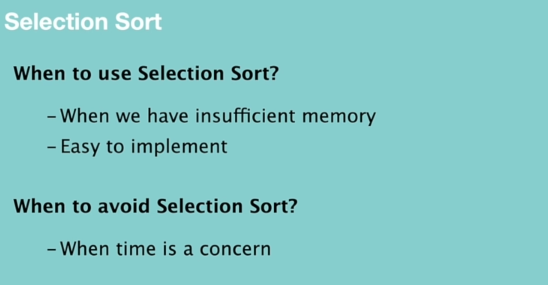 Selection Sort
When to use Selection Sort?
– When we have insufficient memory
– Easy to implement
When to avoid Selection Sort?
– When time is a concern